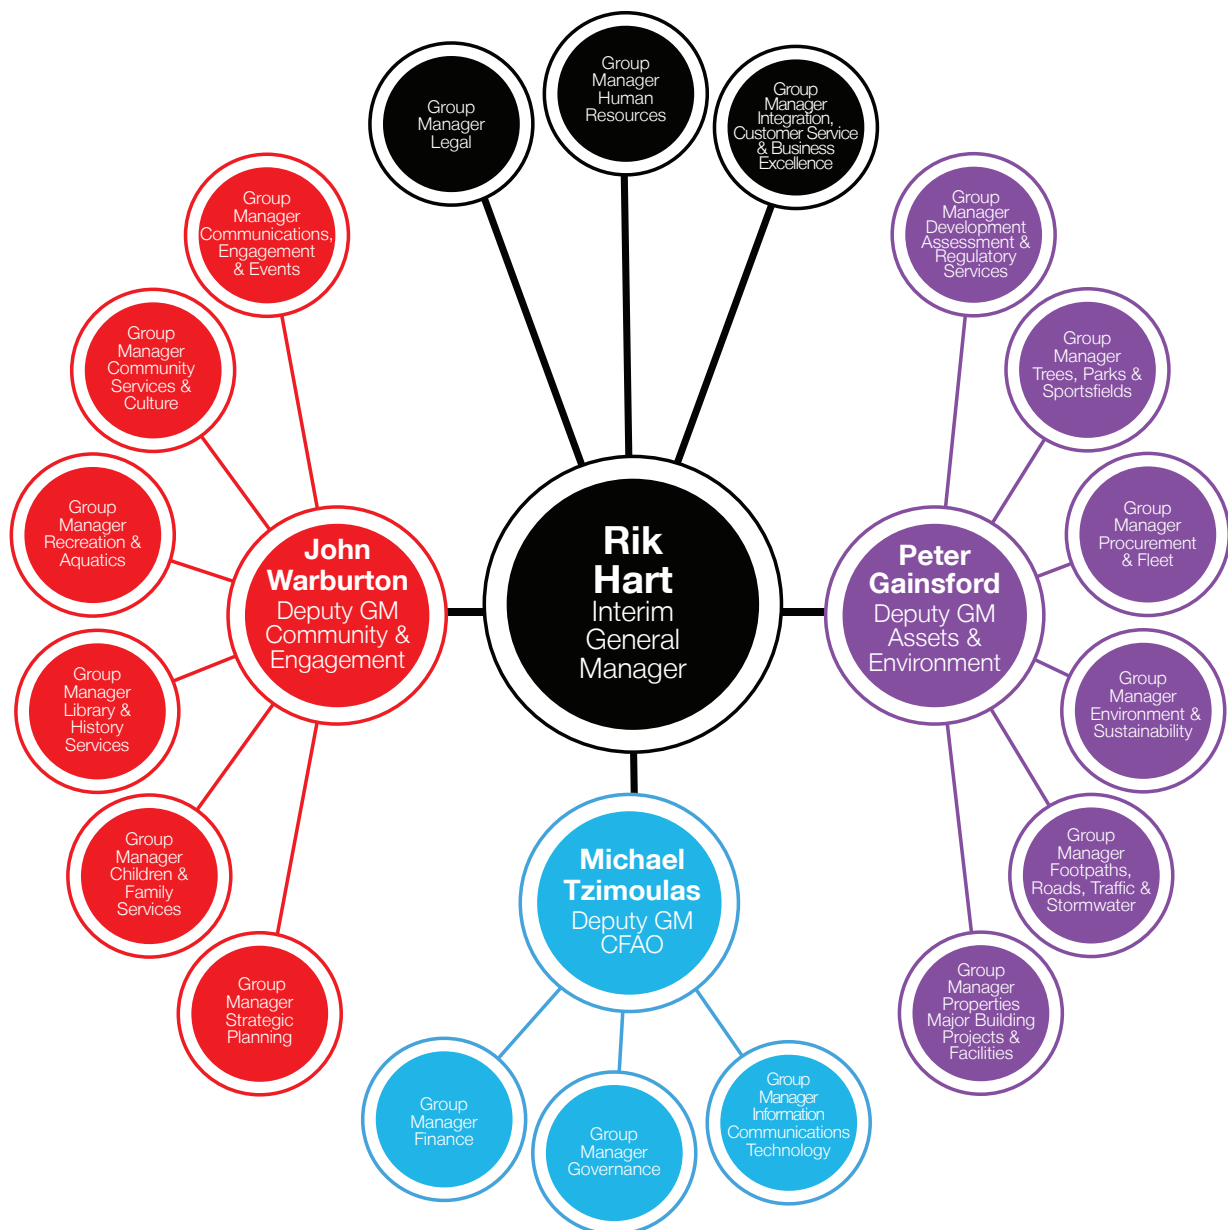 Group
Manager
Legal
Group
Manager
Human
Resources
Group
Manager
Integration,
Customer Service
& Business
Excellence
Group
Manager
Communications,
Engagement
& Events
Group
Manager
Community
Services &
Culture
Group
Manager
Recreation &
Aquatics
Group
Manager
Library &
History
Services
Group
Manager
Children &
Family
Services
Group
Manager
Strategic
Planning
John
Warburton
Deputy GM
Community &
Engagement
Rik
Hart
Interim
General
Manager
Peter
Gainsford
Deputy GM
Assets &
Environment
Group
Manager
Development
Assessment &
Regulatory
Services
Group
Manager
Trees, Parks &
Sportsfields
Group
Manager
Procurement
& Fleet
Group
Manager
Environment &
Sustainability
Group
Manager
Footpaths,
Roads, Traffic &
Stormwater
Group
Manager
Properties
Major Building
Projects &
Facilities
Michael
Tzimoulas
Deputy GM
CFAO
Group
Manager
Finance
Group
Manager
Governance
Group
Manager
Information
Communications
Technology